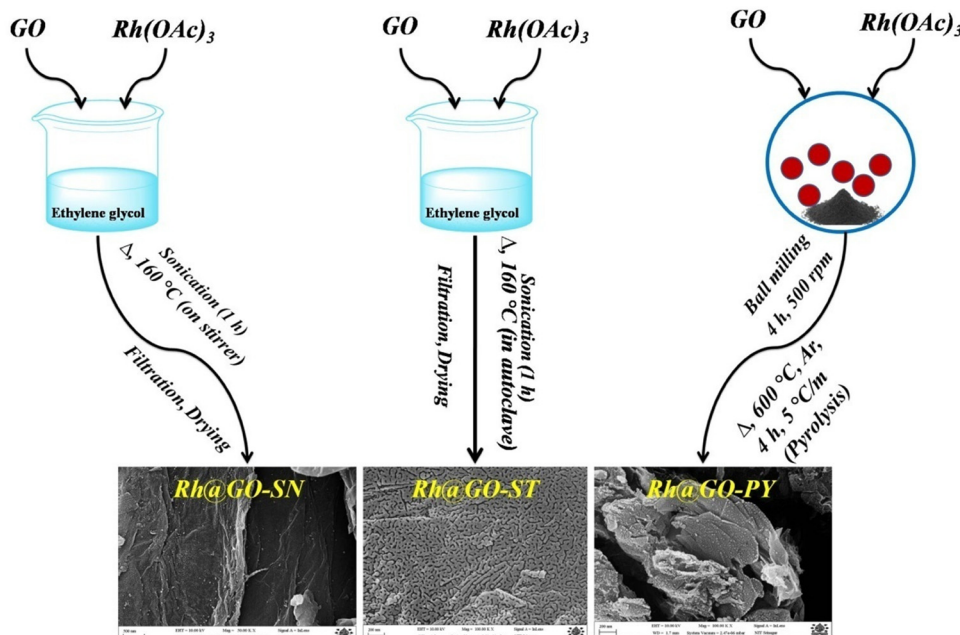 GO
Rh(OAc)3
Ethylene glycol
Sonication (1 h)
Δ, 160 °C (on stirrer)
Filtration, Drying
Rh@GO-SN
GO
Rh(OAc)3
Ethylene glycol
Sonication (1 h)
Δ, 160 °C (in autoclave)
Filtration, Drying
Rh@GO-ST
GO
Rh(OAc)3
Ball milling
4 h, 500 rpm
Δ, 600 °C, Ar,
4 h, 5 °C/m
(Pyrolysis)
Rh@GO-PY